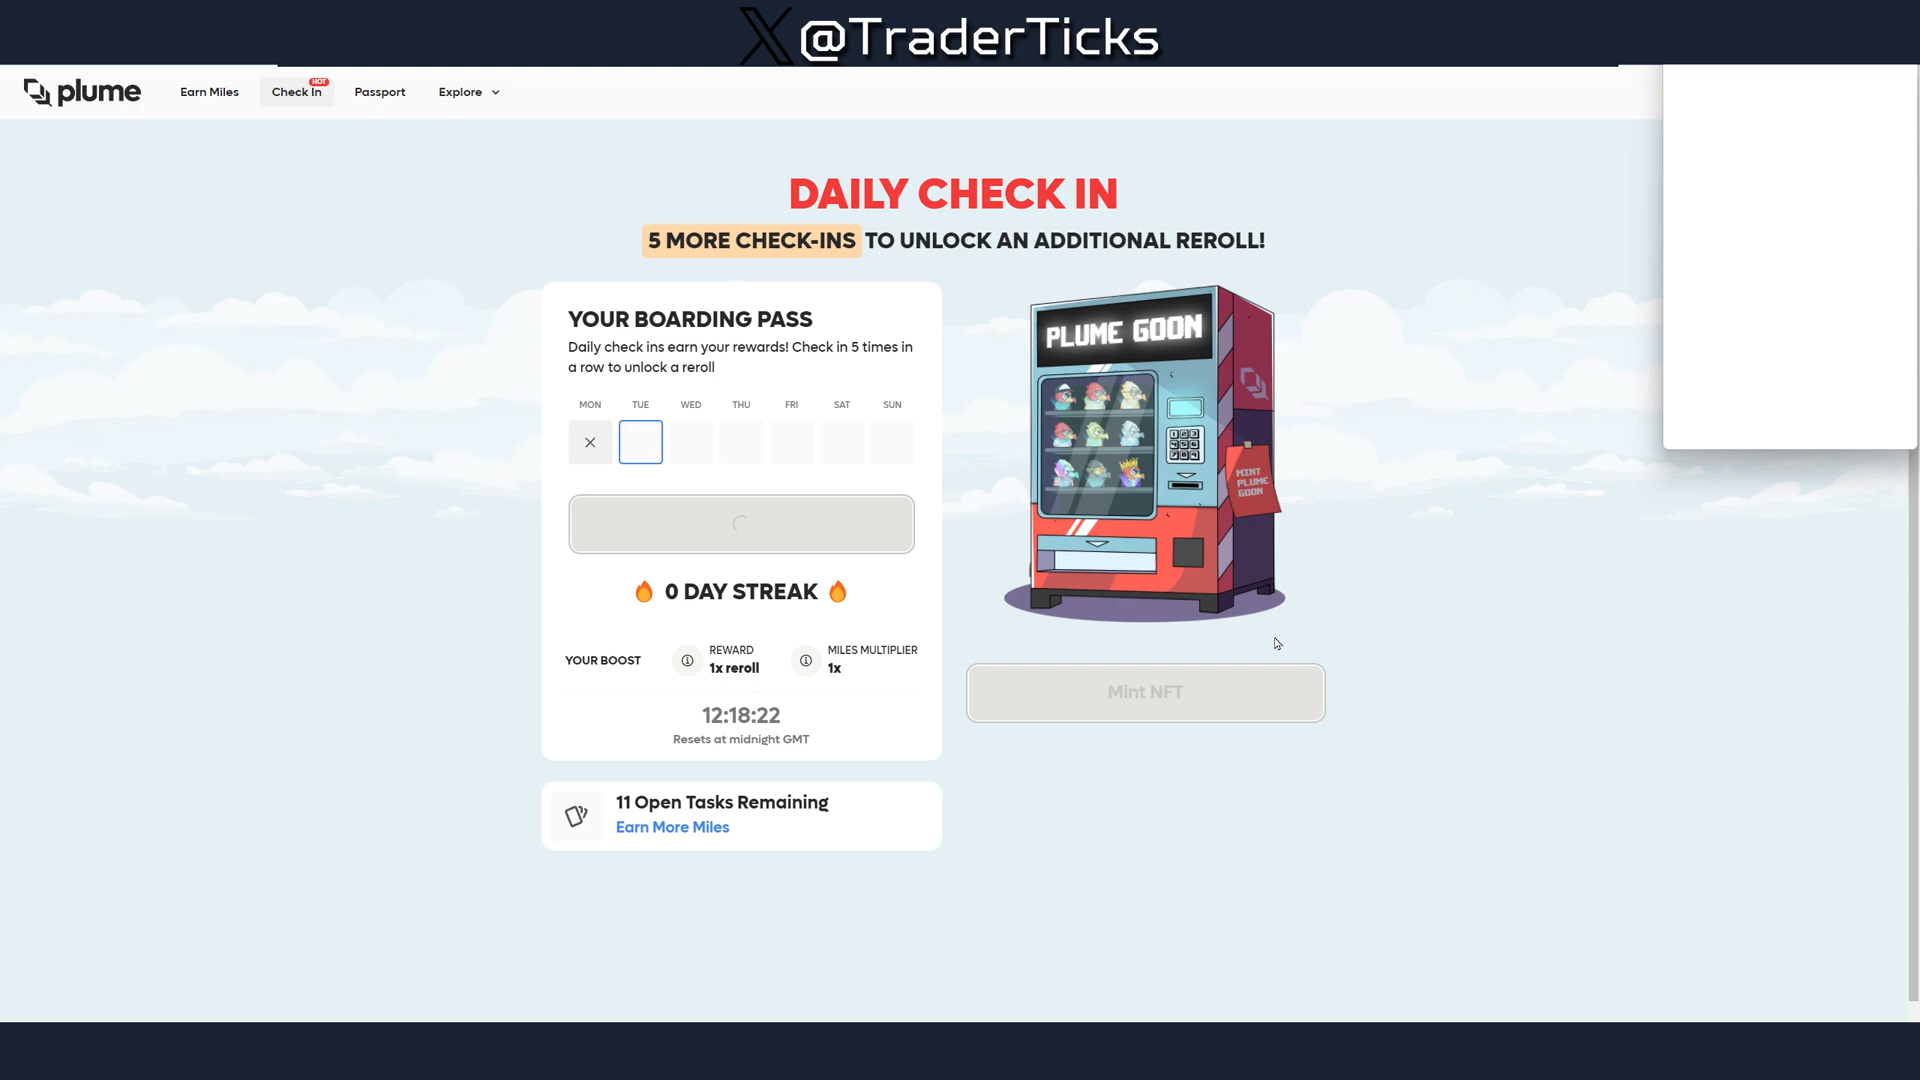 X@TraderTicks
plume
Earn Miles
Check In
HOT
Passport
Explore
DAILY CHECK IN
5 MORE CHECK-INS TO UNLOCK AN ADDITIONAL REROLL!
YOUR BOARDING PASS
Daily check ins earn your rewards! Check in 5 times in
a row to unlock a reroll
MON TUE WED THU FRI SAT SUN
0 DAY STREAK
YOUR BOOST
REWARD
1x reroll
MILES MULTIPLIER
1x
12:18:22
Resets at midnight GMT
11 Open Tasks Remaining
Earn More Miles
PLUME GOON
MINT
PLUME
GOON
Mint NFT